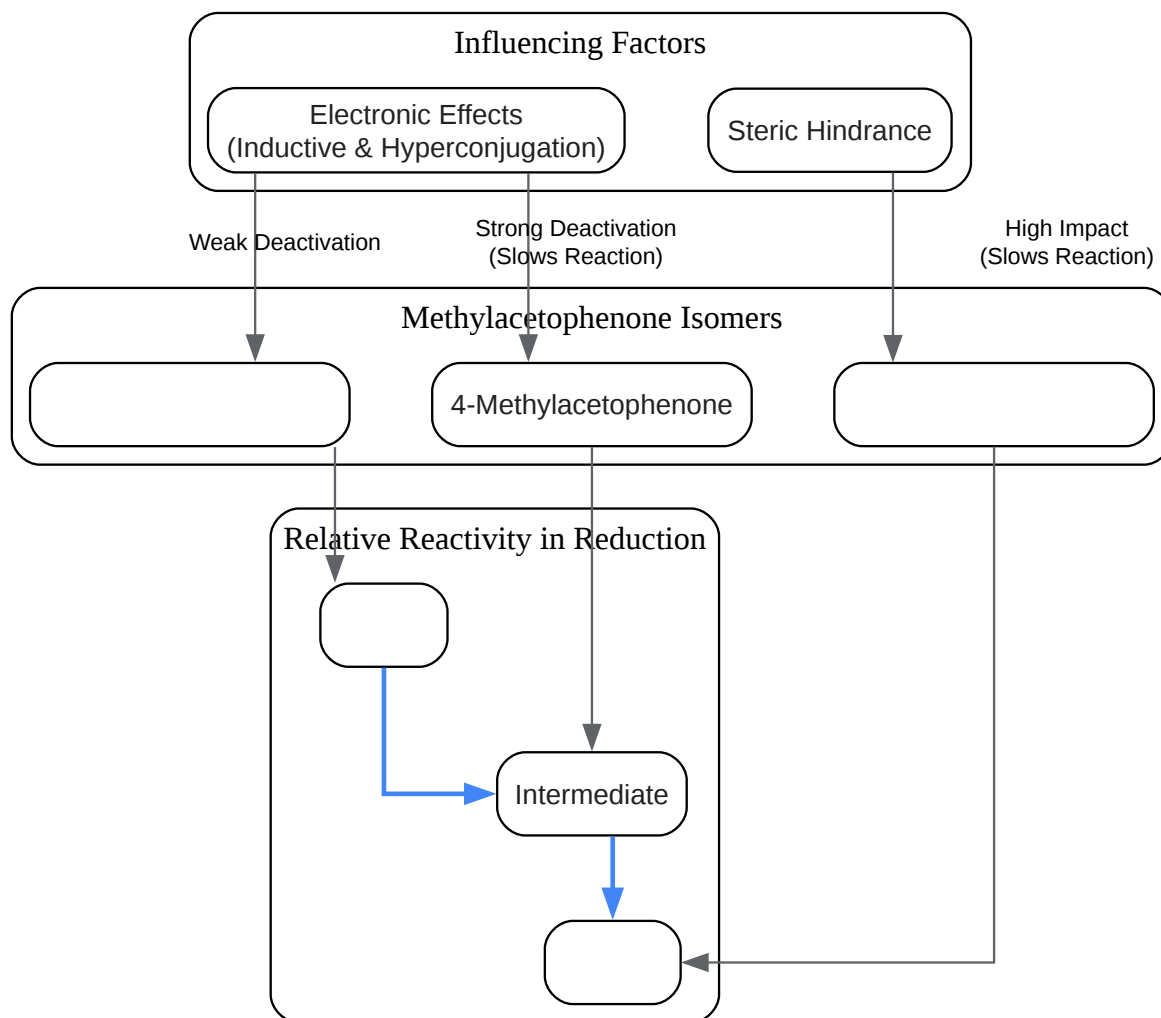 Influencing Factors
Electronic Effects
(Inductive & Hyperconjugation)
Steric Hindrance
Weak Deactivation
Strong Deactivation
(Slows Reaction)
High Impact
(Slows Reaction)
Methylacetophenone Isomers
4-Methylacetophenone
Relative Reactivity in Reduction
Intermediate